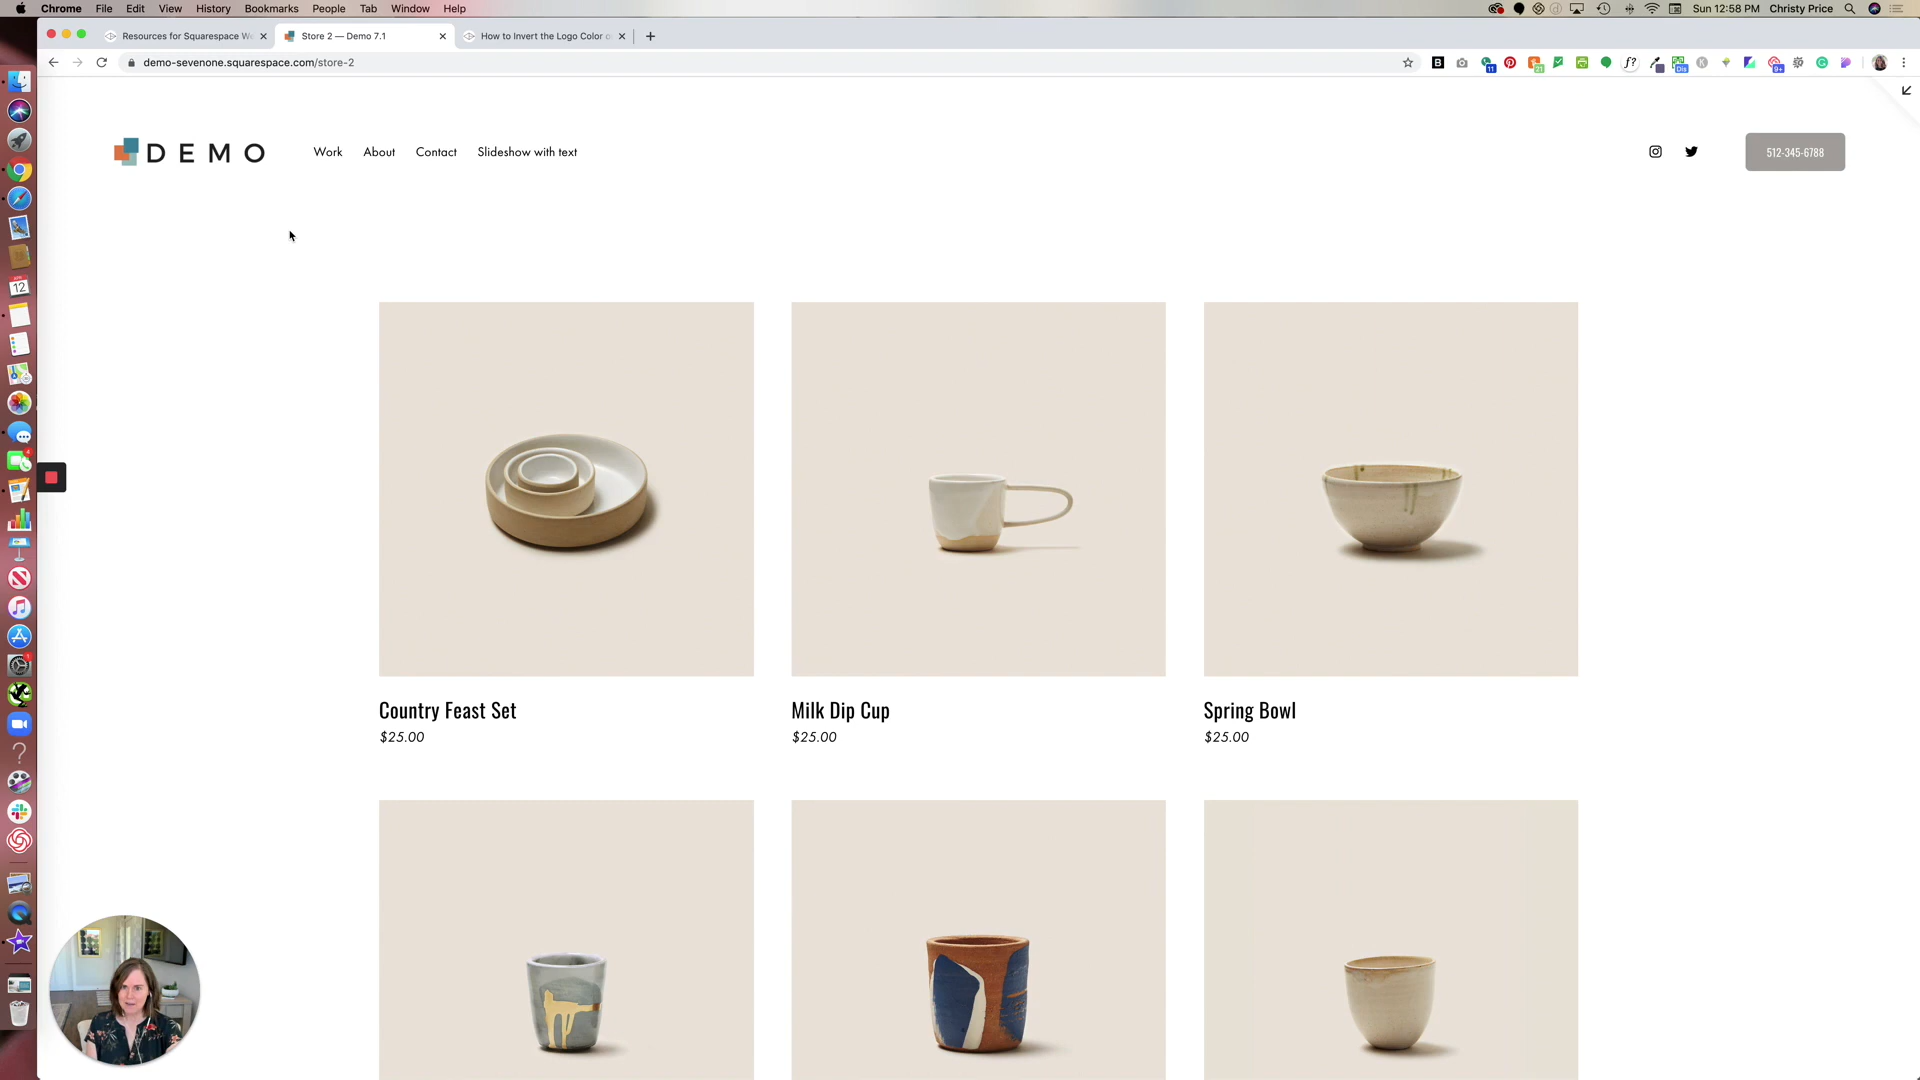 Chrome File Edit View History Bookmarks People Tab Window Help
Sun 12:58 PM Christy Price
Resources for Squarespace We
Store 2 — Demo 7.1
How to Invert the Logo Color o
demo-sevenone.squarespace.com/store-2
DEMO
Work About Contact Slideshow with text
512-345-6788
Country Feast Set
$25.00
Milk Dip Cup
$25.00
Spring Bowl
$25.00